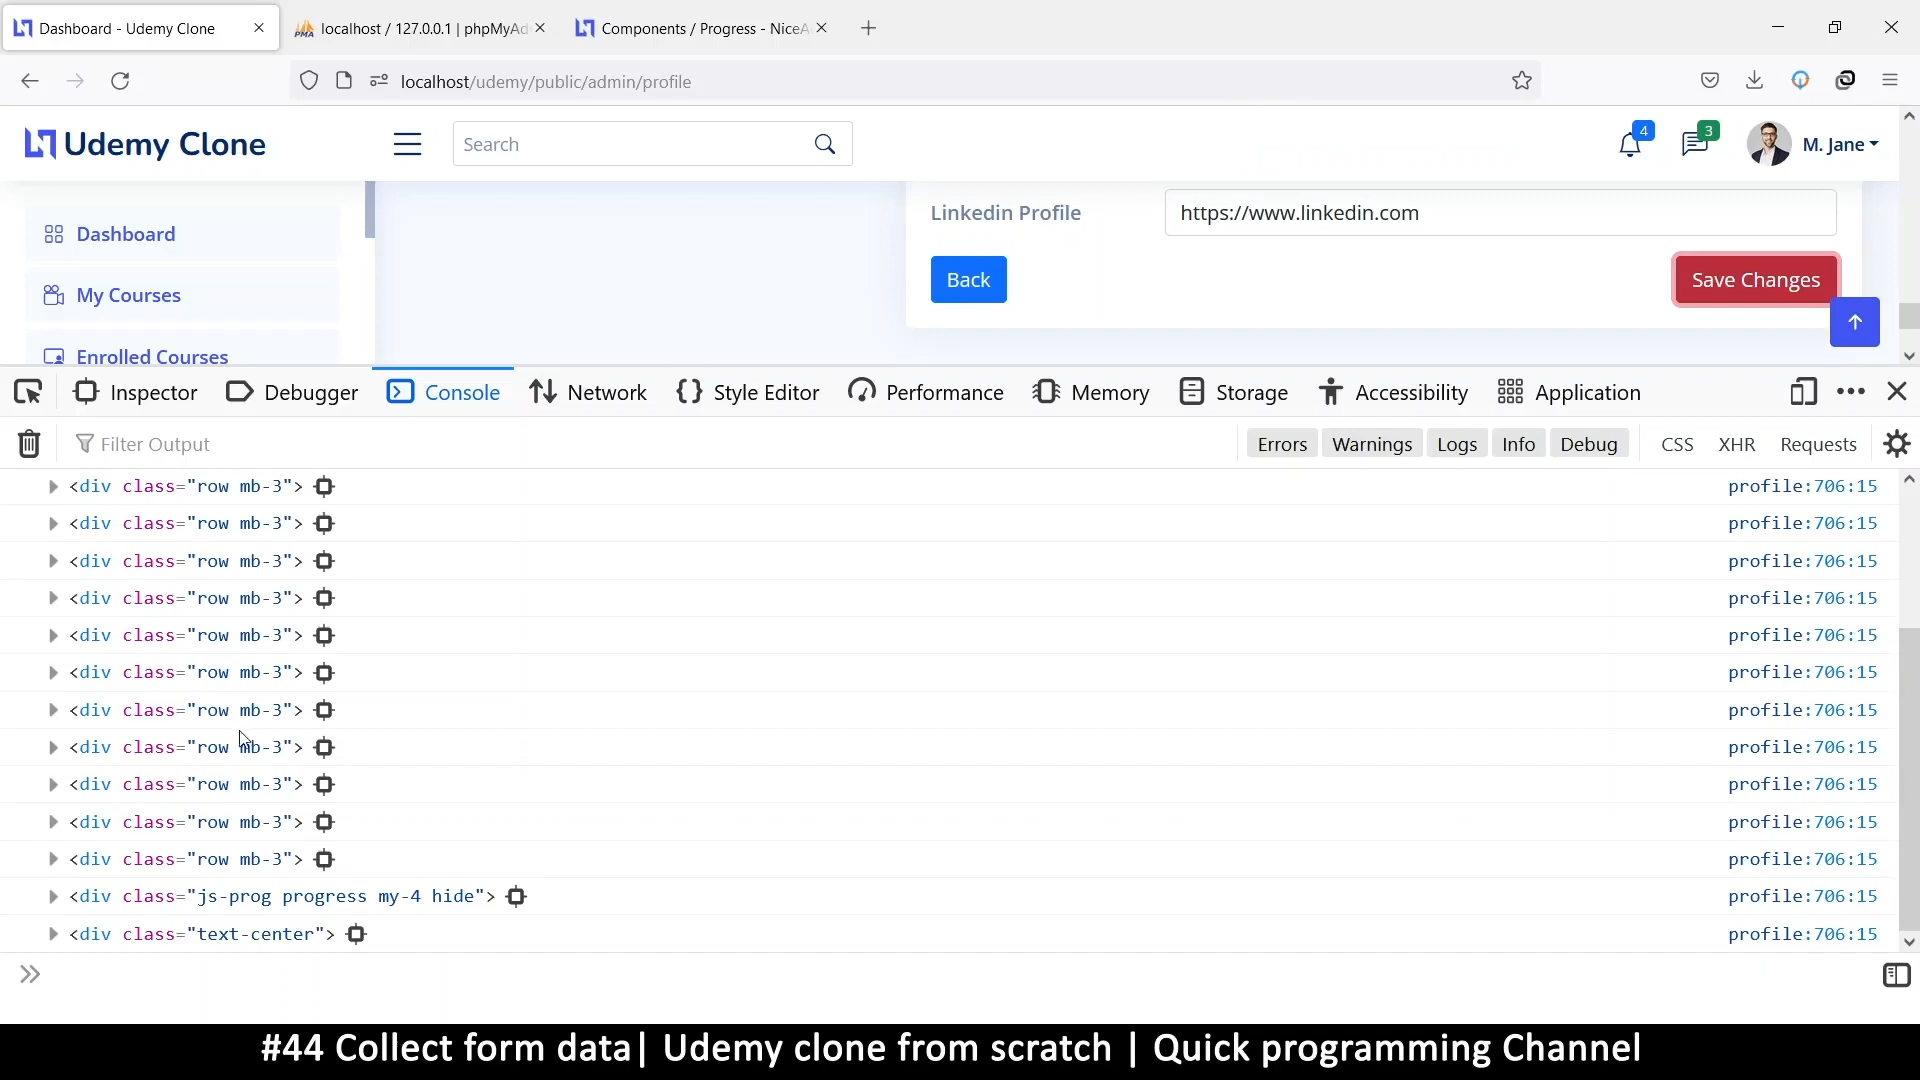 Dashboard - Udemy Clone
localhost / 127.0.0.1 | phpMyAd
Components / Progress - NiceA
localhost/udemy/public/admin/profile
Udemy Clone
Search
4
3
M. Jane
Dashboard
My Courses
Enrolled Courses
Linkedin Profile
https://www.linkedin.com
Back
Save Changes
Inspector
Debugger
Console
Network
Style Editor
Performance
Memory
Storage
Accessibility
Application
Filter Output
Errors
Warnings
Logs
Info
Debug
CSS
XHR
Requests
<div class="row mb-3"> profile:706:15
<div class="row mb-3"> profile:706:15
<div class="row mb-3"> profile:706:15
<div class="row mb-3"> profile:706:15
<div class="row mb-3"> profile:706:15
<div class="row mb-3"> profile:706:15
<div class="row mb-3"> profile:706:15
<div class="row mb-3"> profile:706:15
<div class="row mb-3"> profile:706:15
<div class="row mb-3"> profile:706:15
<div class="row mb-3"> profile:706:15
<div class="js-prog progress my-4 hide"> profile:706:15
<div class="text-center"> profile:706:15
#44 Collect form data| Udemy clone from scratch | Quick programming Channel